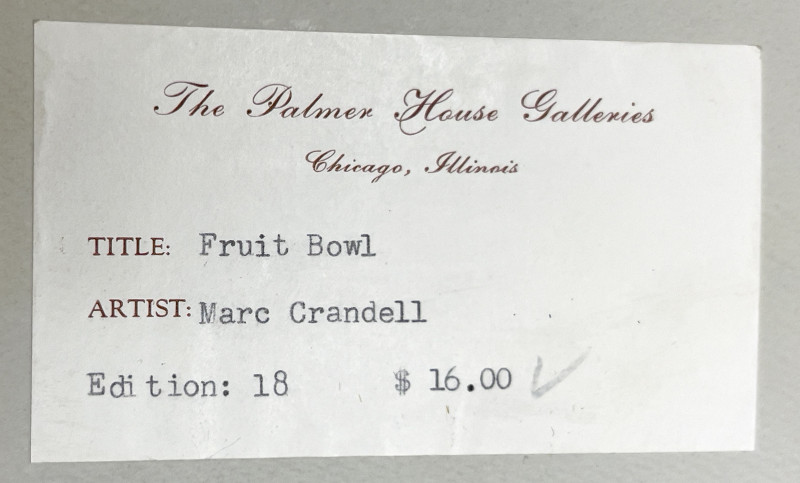 The Palmer House Galleries
Chicago, Illinois
TITLE: Fruit Bowl
ARTIST: Marc Crandell
Edition: 18 $ 16.00 ✓